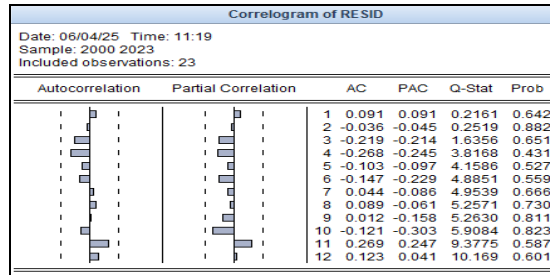 Correlogram of RESID
Date: 06/04/25 Time: 11:19
Sample: 2000 2023
Included observations: 23
Autocorrelation Partial Correlation AC PAC Q-Stat Prob
1 0.091 0.091 0.2161 0.642
2 -0.036 -0.045 0.2519 0.882
3 -0.219 -0.214 1.6356 0.651
4 -0.268 -0.245 3.8168 0.431
5 -0.103 -0.097 4.1586 0.527
6 -0.147 -0.229 4.8851 0.559
7 0.044 -0.086 4.9539 0.666
8 0.089 -0.061 5.2571 0.730
9 0.012 -0.158 5.2630 0.811
10 -0.121 -0.303 5.9084 0.823
11 0.269 0.247 9.3775 0.587
12 0.123 0.041 10.169 0.601